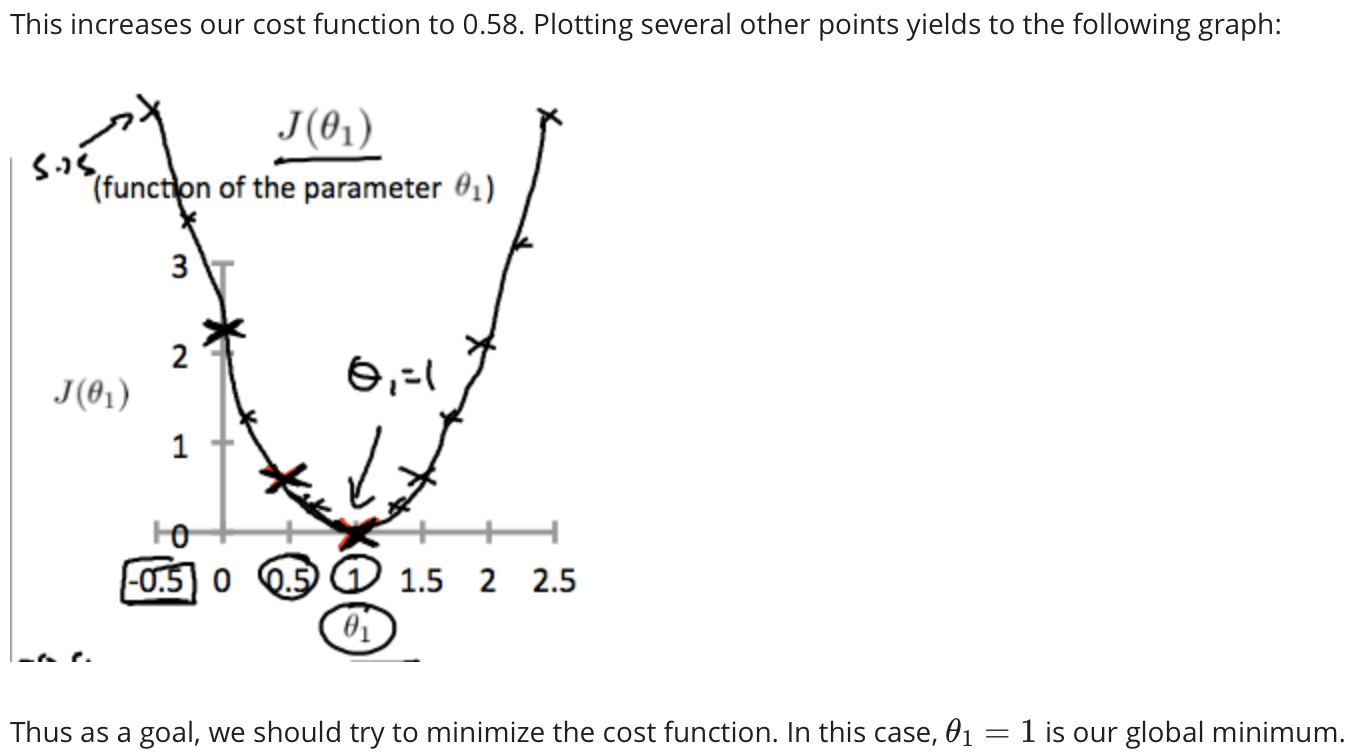 This increases our cost function to 0.58. Plotting several other points yields to the following graph:
J(θ₁)
5.25
(function of the parameter θ₁)
3
2
θ₁=1
J(θ₁)
1
0
-0.5 0 0.5 1 1.5 2 2.5
θ₁
Thus as a goal, we should try to minimize the cost function. In this case, θ₁ = 1 is our global minimum.